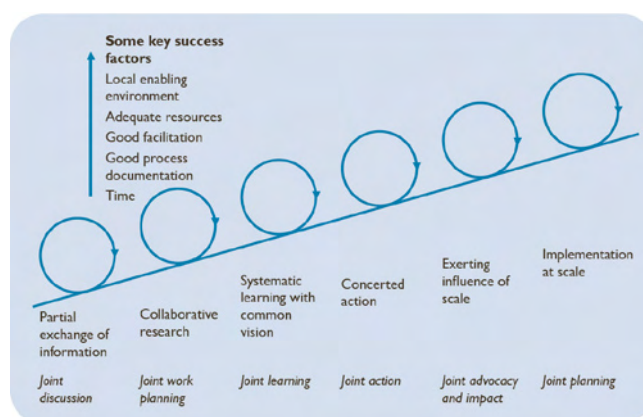 Some key success
factors
Local enabling
environment
Adequate resources
Good facilitation
Good process
documentation
Time
Partial
exchange of
information
Collaborative
research
Systematic
learning with
common
vision
Concerted
action
Exerting
influence of
scale
Implementation
at scale
Joint
discussion
Joint work
planning
Joint learning
Joint action
Joint advocacy
and impact
Joint planning